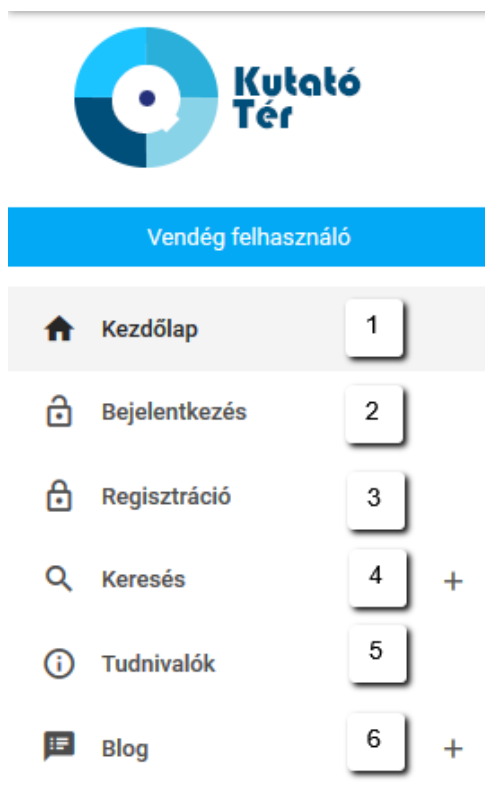 Kutató
Tér
Vendég felhasználó
Kezdőlap 1
Bejelentkezés 2
Regisztráció 3
Keresés 4 +
Tudnivalók 5
Blog 6 +